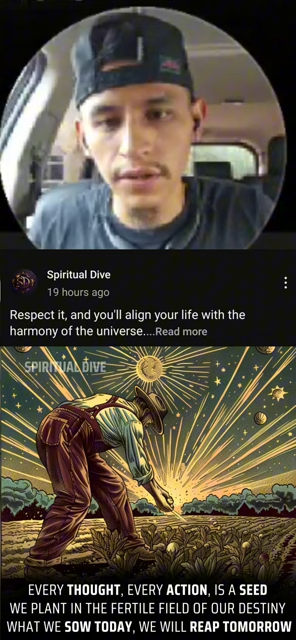 Spiritual Dive
19 hours ago
Respect it, and you'll align your life with the
harmony of the universe....Read more
SPIRITUAL DIVE
EVERY THOUGHT, EVERY ACTION, IS A SEED
WE PLANT IN THE FERTILE FIELD OF OUR DESTINY
WHAT WE SOW TODAY, WE WILL REAP TOMORROW